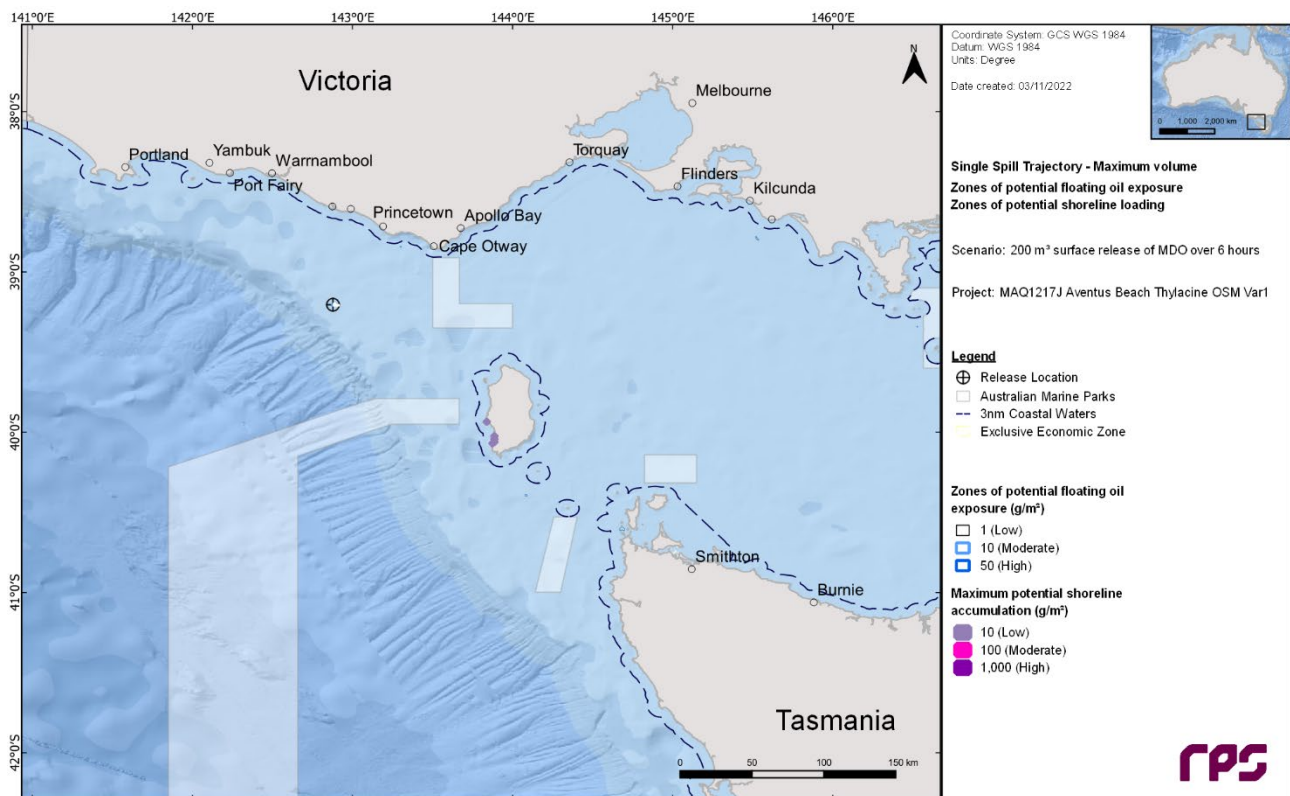 141°0'E 142°0'E 143°0'E 144°0'E 145°0'E 146°0'E
38°0'S
39°0'S
40°0'S
41°0'S
42°0'S
Victoria
N
Melbourne
Portland
Yambuk
Warrnambool
Port Fairy
Torquay
Flinders
Kilcunda
Princetown
Apollo Bay
Cape Otway
Smithton
Burnie
Tasmania
0 50 100 150 km
Coordinate System: GCS WGS 1984
Datum: WGS 1984
Units: Degree
Date created: 03/11/2022
0 1,000 2,000 km
Single Spill Trajectory - Maximum volume
Zones of potential floating oil exposure
Zones of potential shoreline loading
Scenario: 200 m³ surface release of MDO over 6 hours
Project: MAQ1217J Aventus Beach Thylacine OSM Var1
Legend
Release Location
Australian Marine Parks
3nm Coastal Waters
Exclusive Economic Zone
Zones of potential floating oil
exposure (g/m²)
1 (Low)
10 (Moderate)
50 (High)
Maximum potential shoreline
accumulation (g/m²)
10 (Low)
100 (Moderate)
1,000 (High)
rps